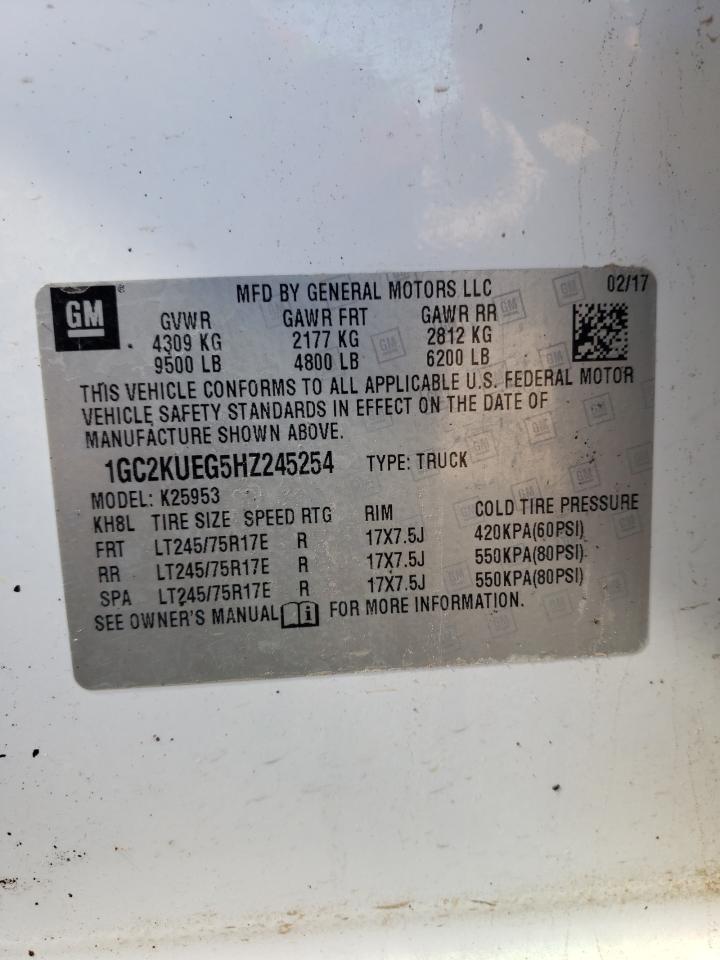 GM ® MFD BY GENERAL MOTORS LLC 02/17
GVWR GAWR FRT GAWR RR
4309 KG 2177 KG 2812 KG
9500 LB 4800 LB 6200 LB
THIS VEHICLE CONFORMS TO ALL APPLICABLE U.S. FEDERAL MOTOR
VEHICLE SAFETY STANDARDS IN EFFECT ON THE DATE OF
MANUFACTURE SHOWN ABOVE.
1GC2KUEG5HZ245254 TYPE: TRUCK
MODEL: K25953
KH8L TIRE SIZE SPEED RTG RIM COLD TIRE PRESSURE
FRT LT245/75R17E R 17X7.5J 420KPA(60PSI)
RR LT245/75R17E R 17X7.5J 550KPA(80PSI)
SPA LT245/75R17E R 17X7.5J 550KPA(80PSI)
SEE OWNER'S MANUAL i FOR MORE INFORMATION.